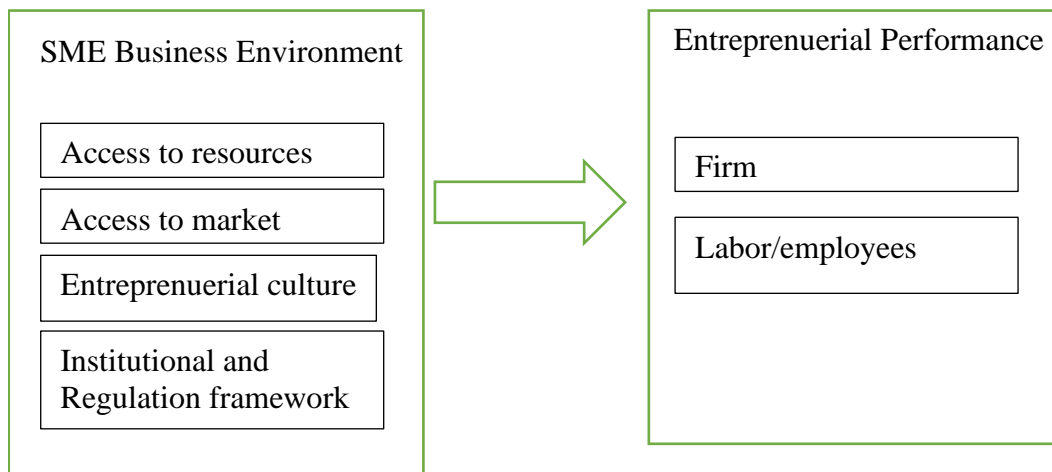 SME Business Environment
Access to resources
Access to market
Entreprenuerial culture
Institutional and
Regulation framework
Entreprenuerial Performance
Firm
Labor/employees